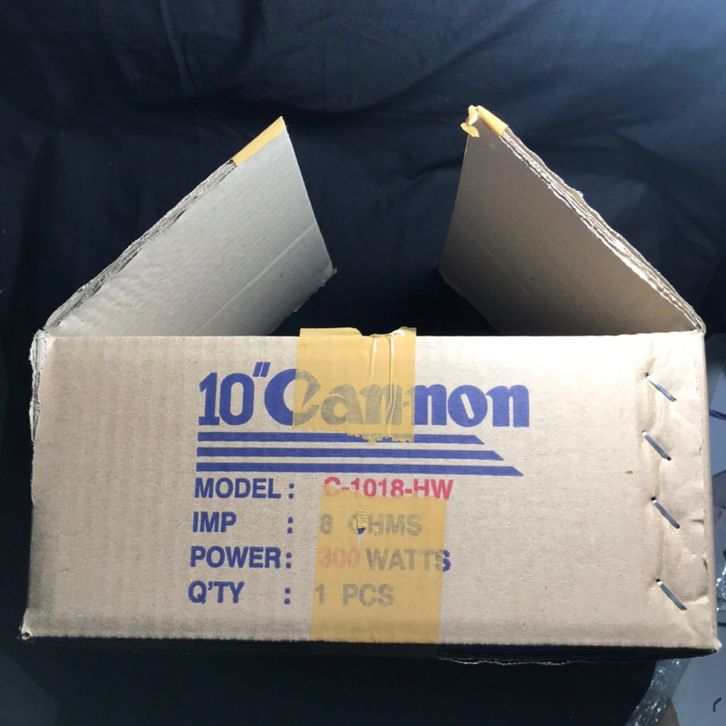 10" Cannon
MODEL: C-1018-HW
IMP : 8 OHMS
POWER: 300 WATTS
Q'TY : 1 PCS